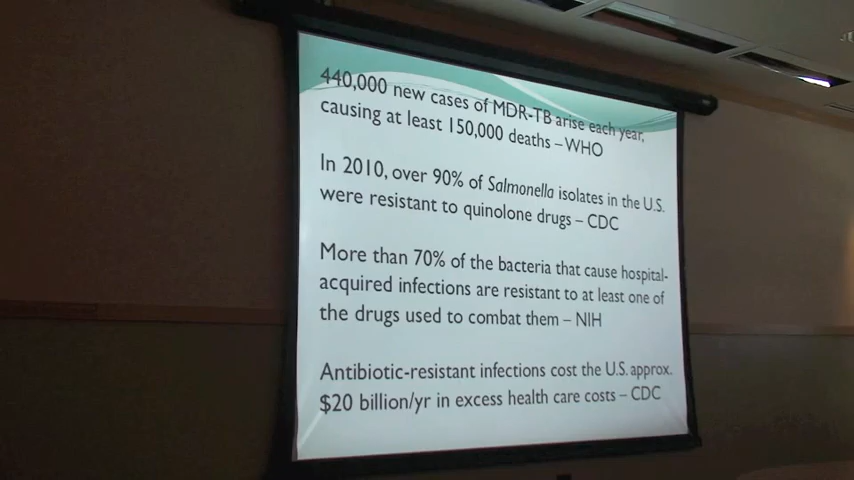 440,000 new cases of MDR-TB arise each year,
causing at least 150,000 deaths – WHO
In 2010, over 90% of Salmonella isolates in the U.S.
were resistant to quinolone drugs – CDC
More than 70% of the bacteria that cause hospital-
acquired infections are resistant to at least one of
the drugs used to combat them – NIH
Antibiotic-resistant infections cost the U.S. approx.
$20 billion/yr in excess health care costs – CDC